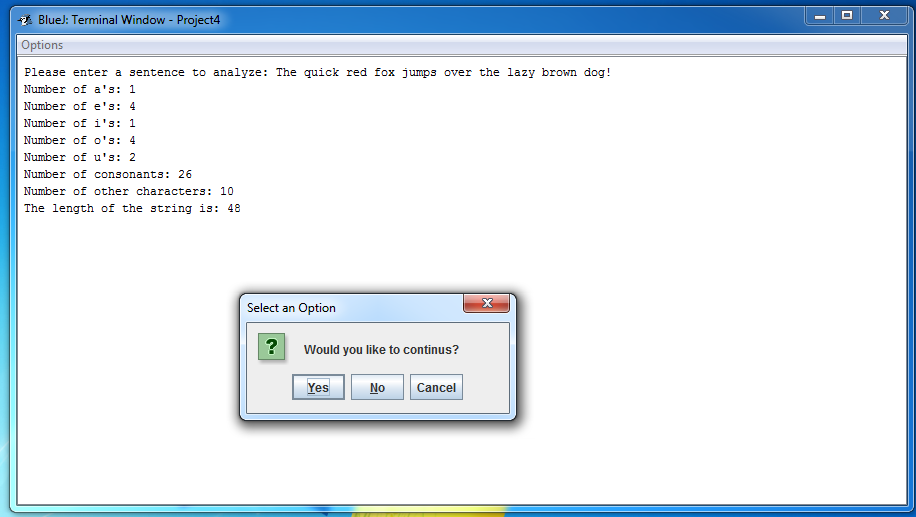 BlueJ: Terminal Window - Project4
Options
Please enter a sentence to analyze: The quick red fox jumps over the lazy brown dog!
Number of a's: 1
Number of e's: 4
Number of i's: 1
Number of o's: 4
Number of u's: 2
Number of consonants: 26
Number of other characters: 10
The length of the string is: 48
Select an Option
?
Would you like to continus?
Yes No Cancel